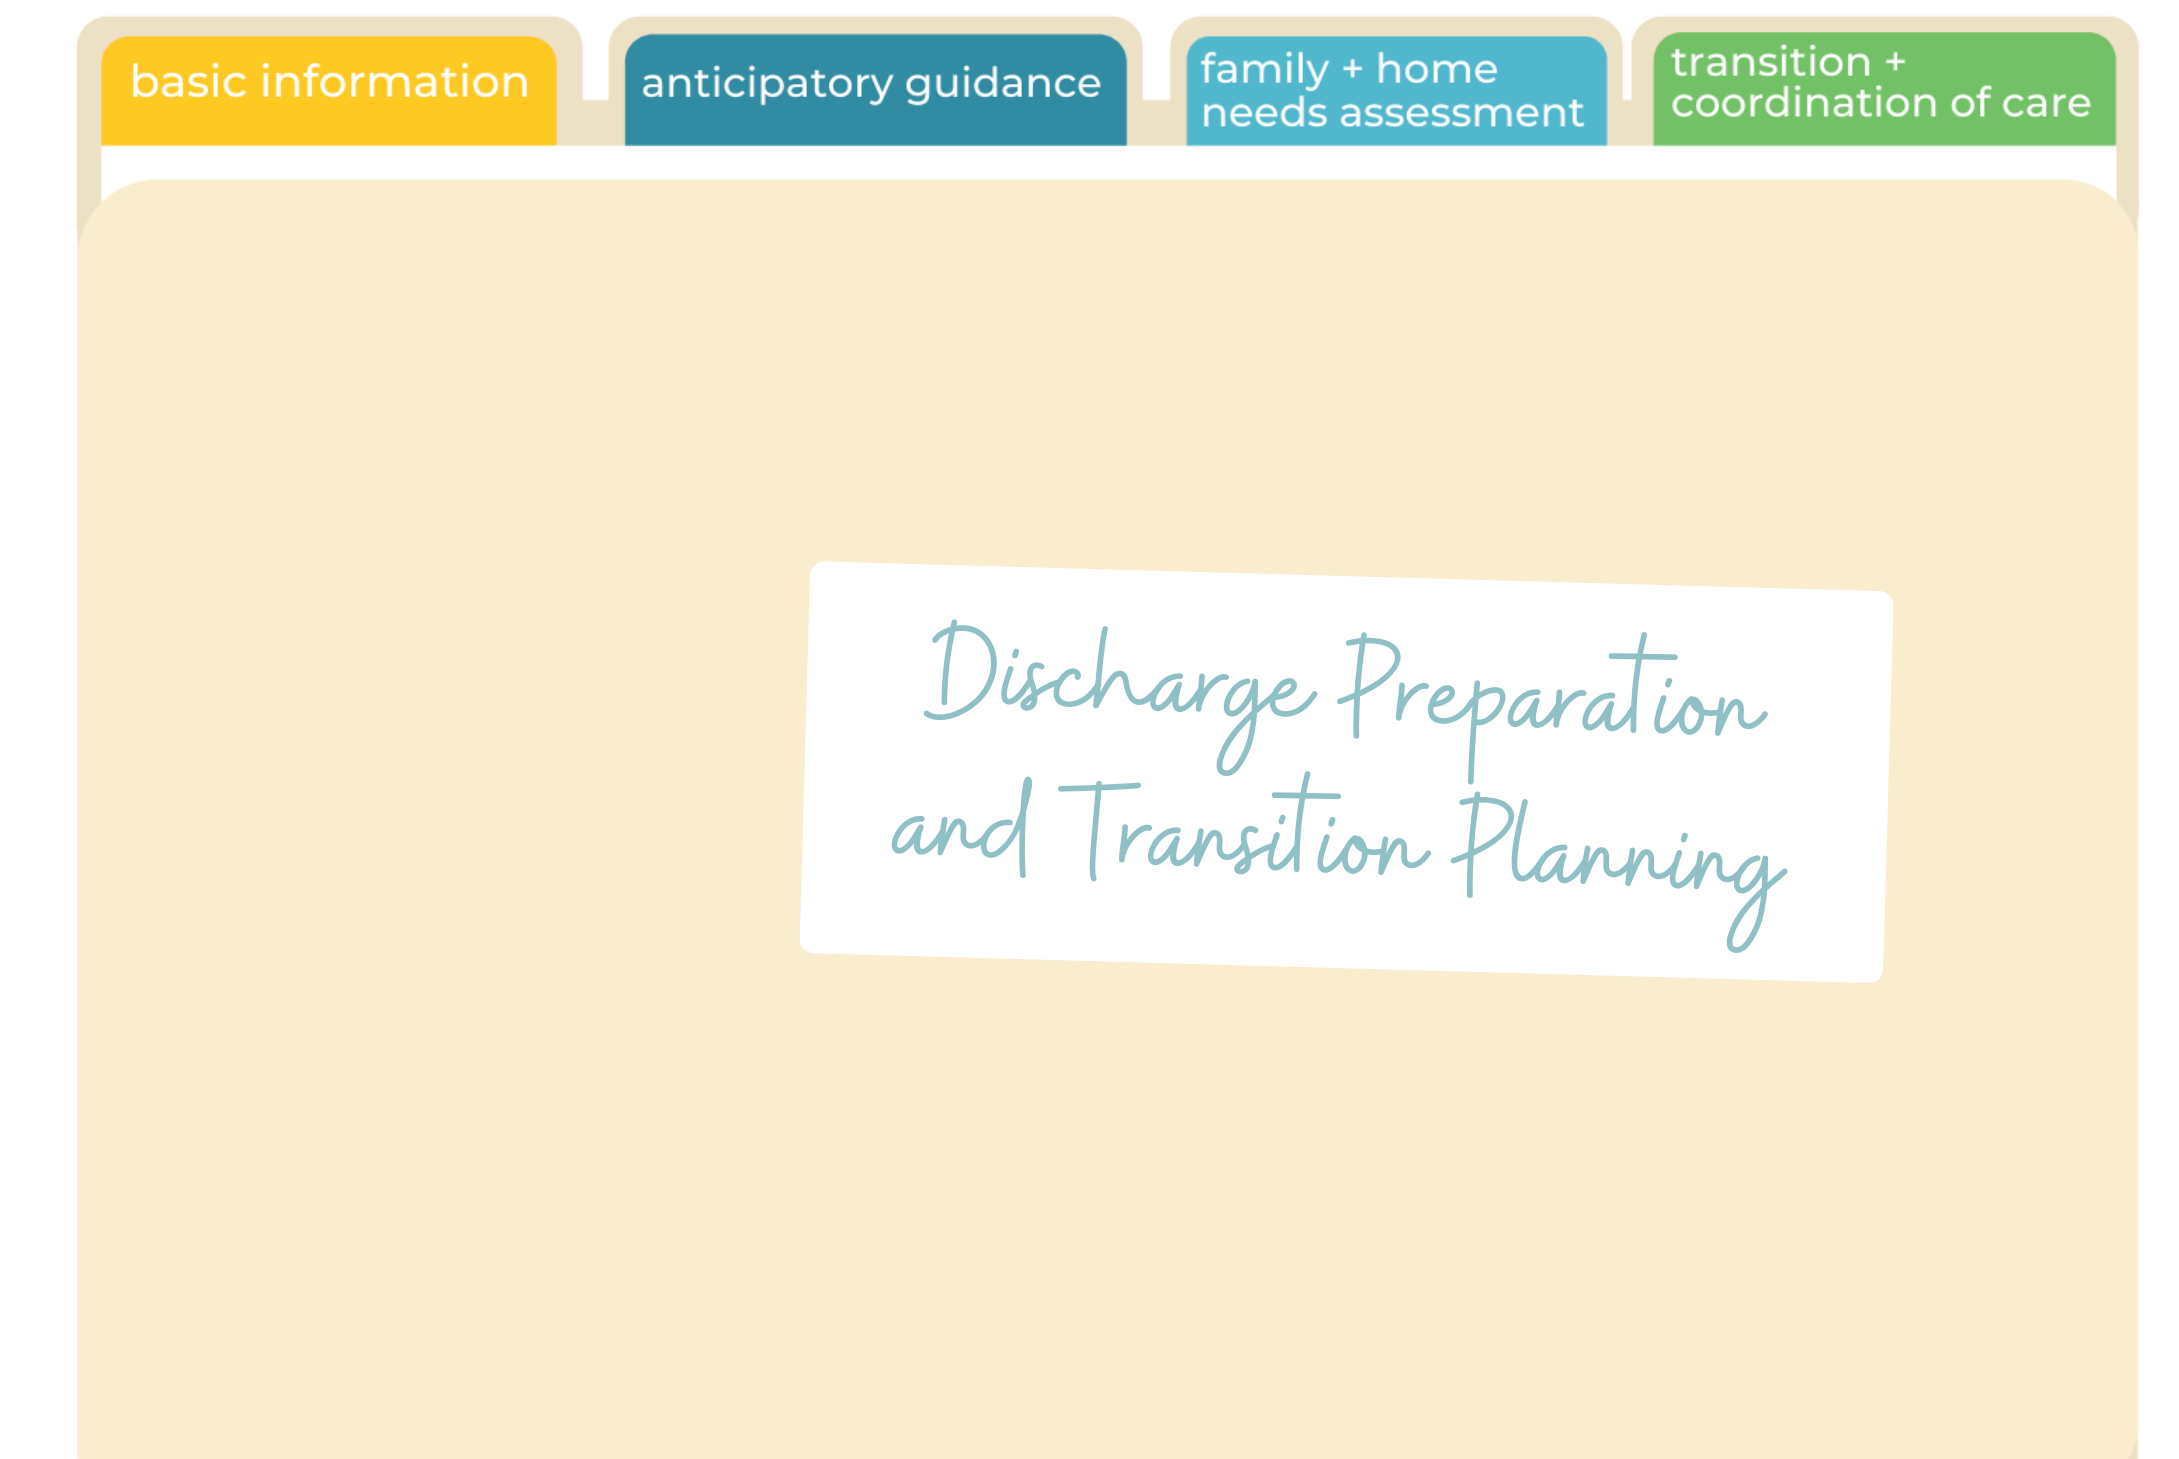 basic information
anticipatory guidance
family + home
needs assessment
transition +
coordination of care
Discharge Preparation
and Transition Planning